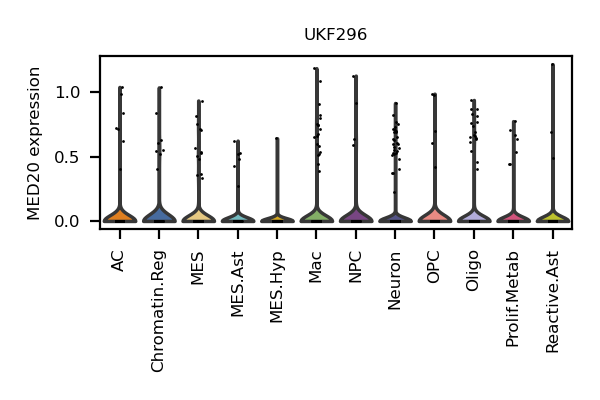 UKF296
MED20 expression
1.0
0.5
0.0
AC
Chromatin.Reg
MES
MES.Ast
MES.Hyp
Mac
NPC
Neuron
OPC
Oligo
Prolif.Metab
Reactive.Ast